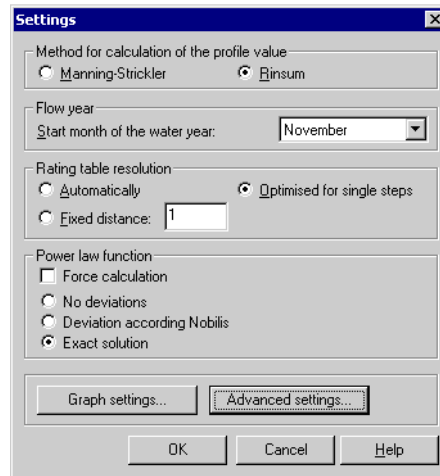 Settings
Method for calculation of the profile value
Manning-Strickler Rinsum
Flow year
Start month of the water year: November
Rating table resolution
Automatically Optimised for single steps
Fixed distance: 1
Power law function
Force calculation
No deviations
Deviation according Nobilis
Exact solution
Graph settings... Advanced settings...
OK Cancel Help